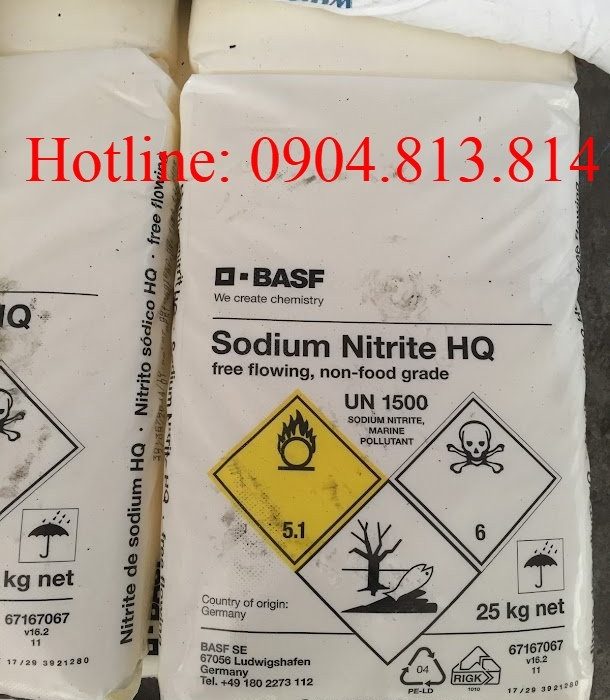 Hotline: 0904.813.814
BASF
We create chemistry
Sodium Nitrite HQ
free flowing, non-food grade
UN 1500
SODIUM NITRITE,
MARINE
POLLUTANT
5.1
6
Country of origin:
Germany
25 kg net
BASF SE
67056 Ludwigshafen
Germany
Tel. +49 180 2273 112
04
PE-LD
RIGK
1010
67167067
v16.2
11
17/29 3921280
Nitrite de sodium HQ · Nitrito sódico HQ · free flowing
HQ
kg net
67167067
v16.2
11
17/29 3921280